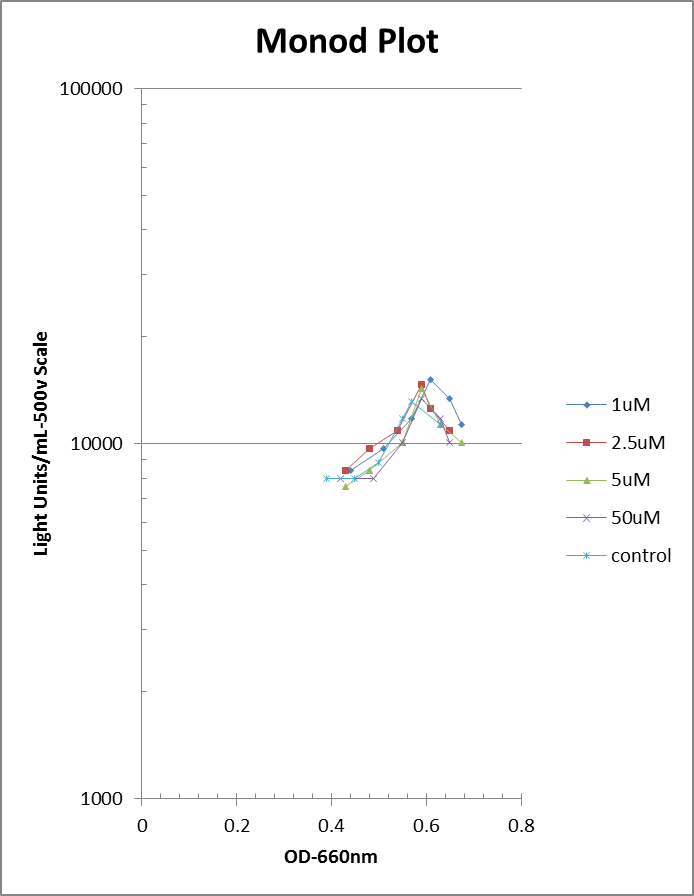 Monod Plot
100000
10000
1000
Light Units/mL-500v Scale
0 0.2 0.4 0.6 0.8
OD-660nm
1uM
2.5uM
5uM
50uM
control